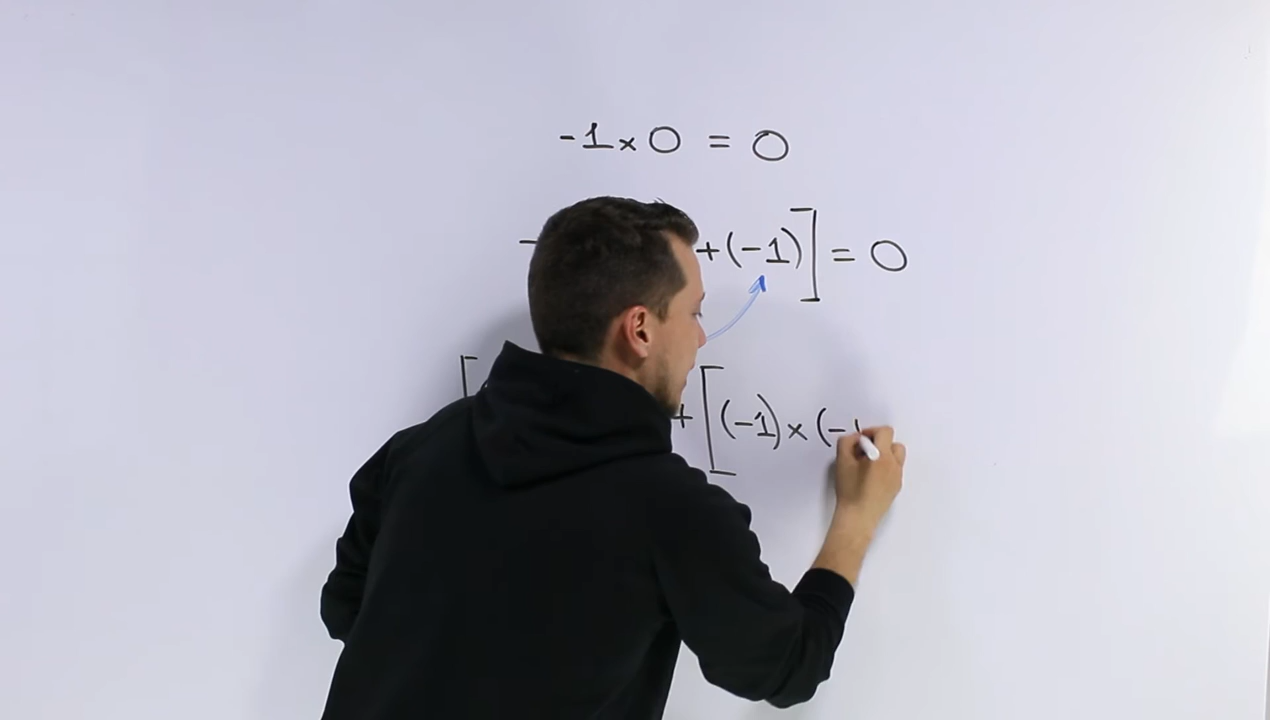 -1 × 0 = 0
- + (-1) ] = 0
[ + [ (-1) × (-1